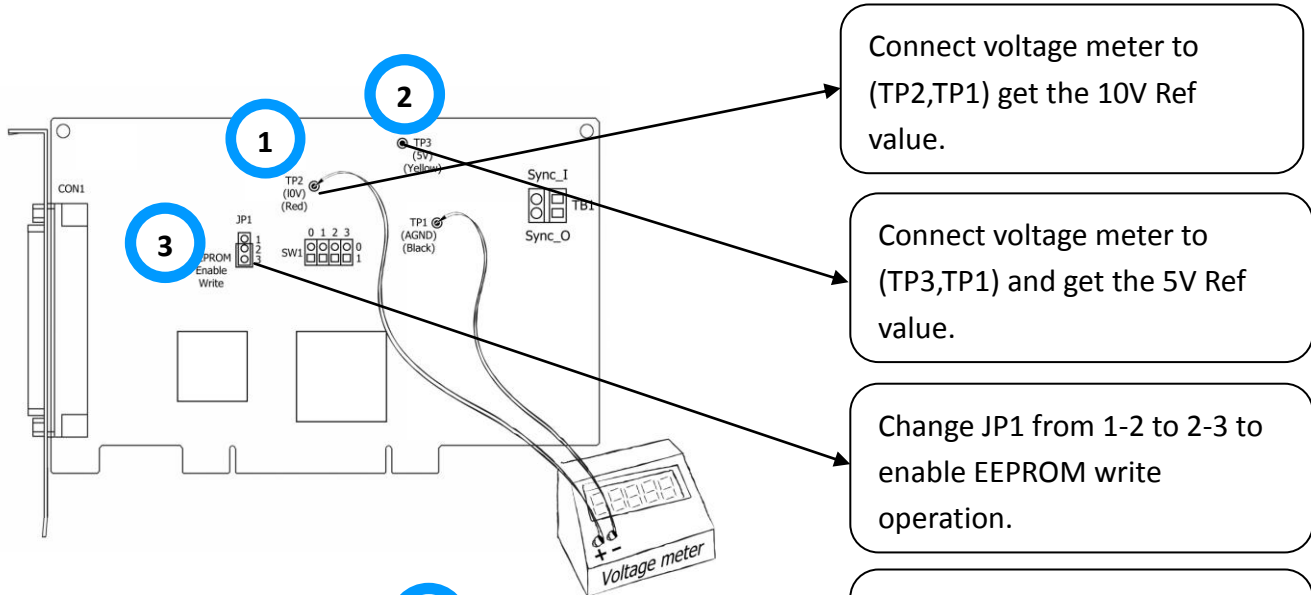 Connect voltage meter to
(TP2,TP1) get the 10V Ref
value.
2
1
TP3
(5V)
(Yellow)
TP2
(I0V)
(Red)
Sync_I
TB1
Sync_O
CON1
TP1
(AGND)
(Black)
3
JP1
1
2
3
EPROM
Enable
Write
0 1 2 3
SW1
0
1
Connect voltage meter to
(TP3,TP1) and get the 5V Ref
value.
Change JP1 from 1-2 to 2-3 to
enable EEPROM write
operation.
+ -
Voltage meter